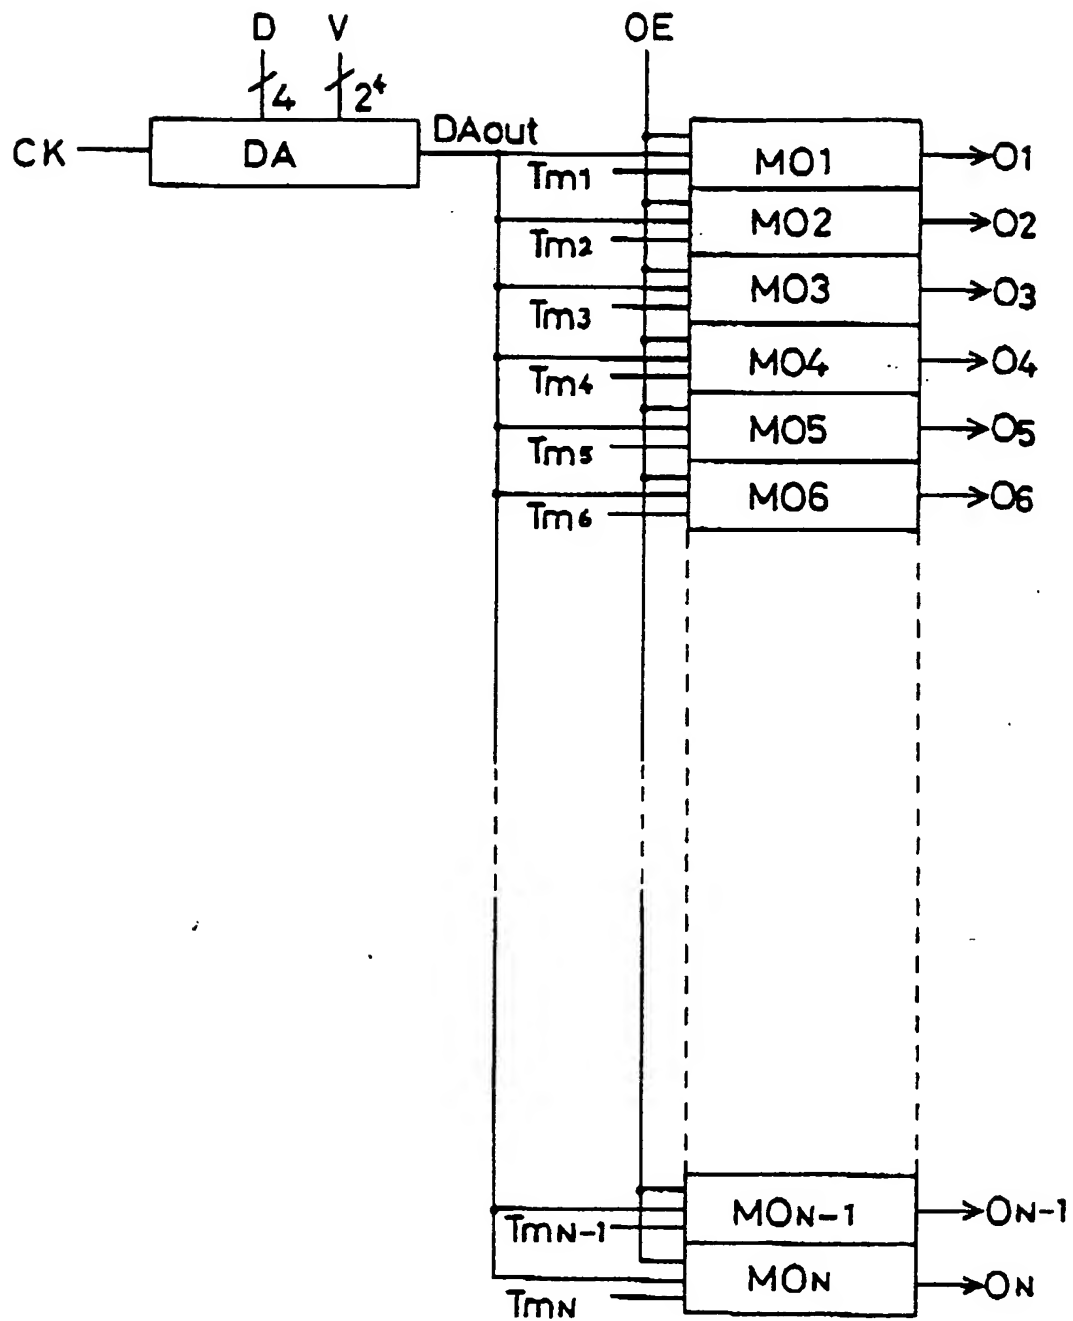 D V OE
4 2⁴
CK DA DAout
MO1 O1
Tm1
MO2 O2
Tm2
MO3 O3
Tm3
MO4 O4
Tm4
MO5 O5
Tm5
MO6 O6
Tm6
MON-1 ON-1
TmN-1
MON ON
TmN